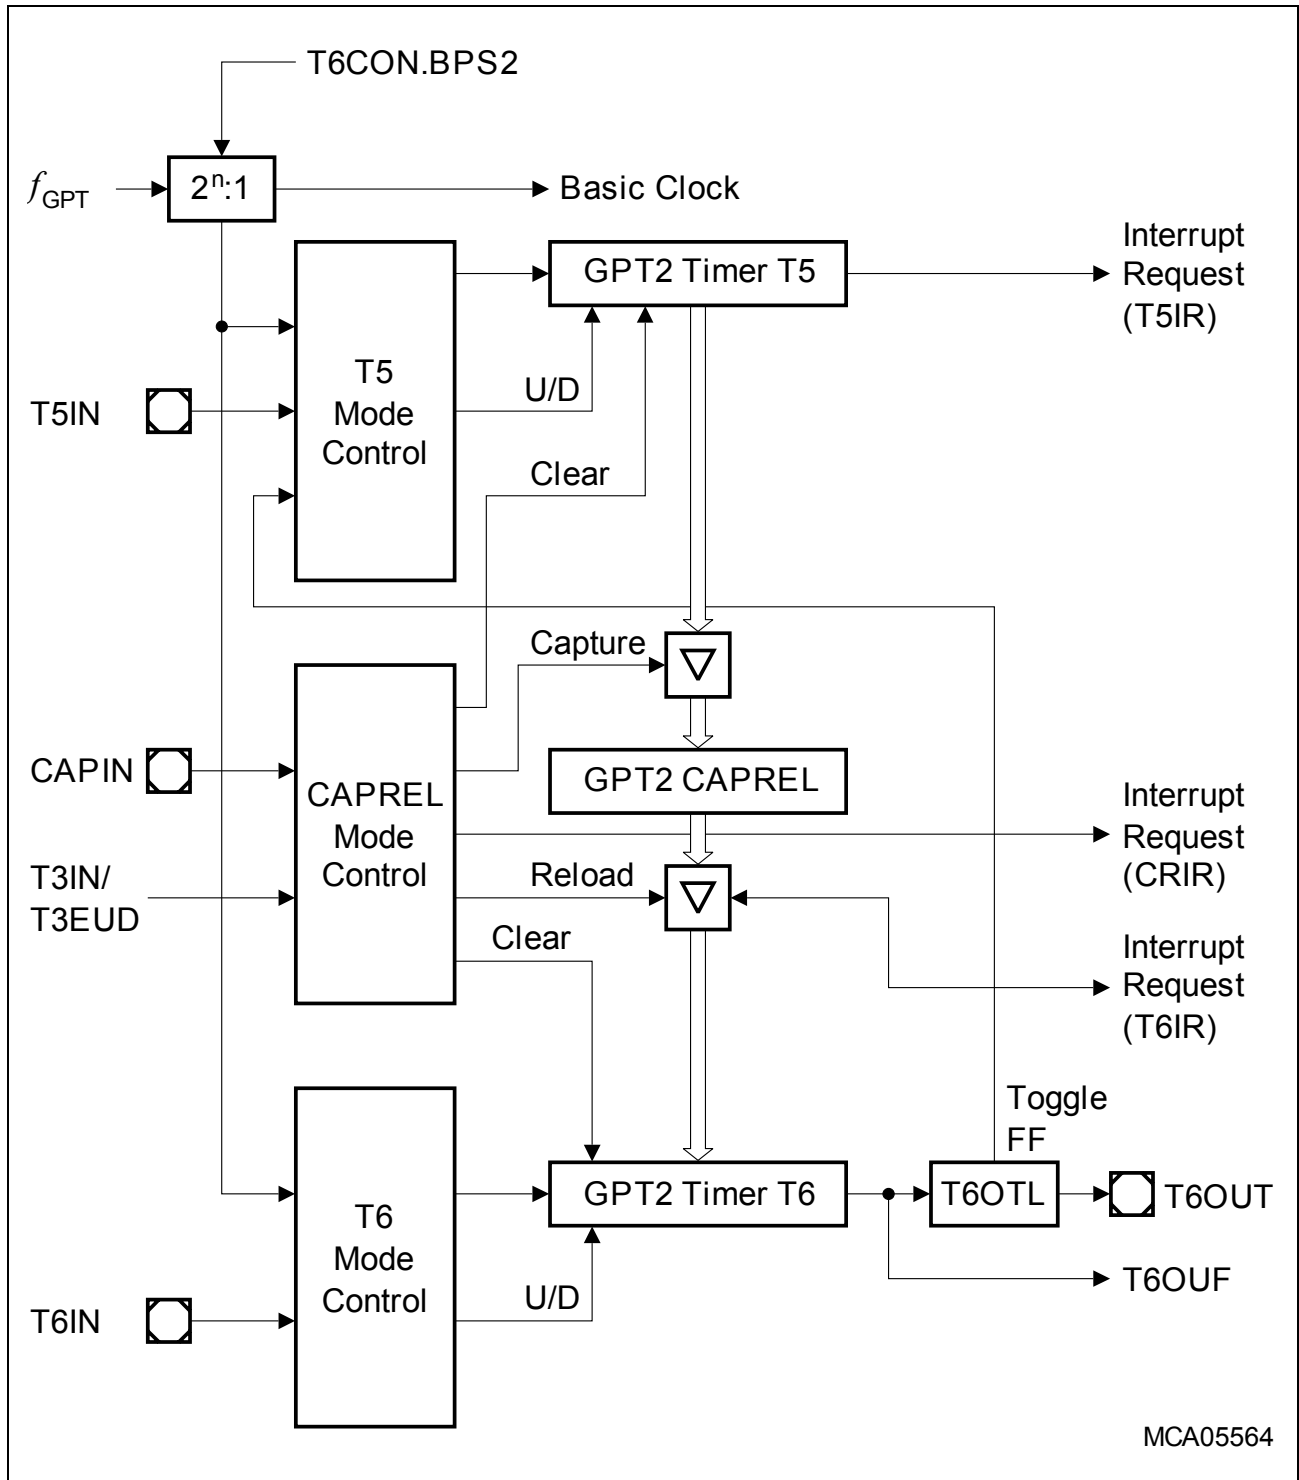 T6CON.BPS2
fGPT
2n:1
Basic Clock
Interrupt
Request
(T5IR)
GPT2 Timer T5
T5
Mode
Control
U/D
T5IN
Clear
Capture
CAPIN
GPT2 CAPREL
CAPREL
Mode
Control
Interrupt
Request
(CRIR)
T3IN/
T3EUD
Reload
Clear
Interrupt
Request
(T6IR)
Toggle
FF
GPT2 Timer T6
T6OTL
T6OUT
T6
Mode
Control
T6OUF
U/D
T6IN
MCA05564